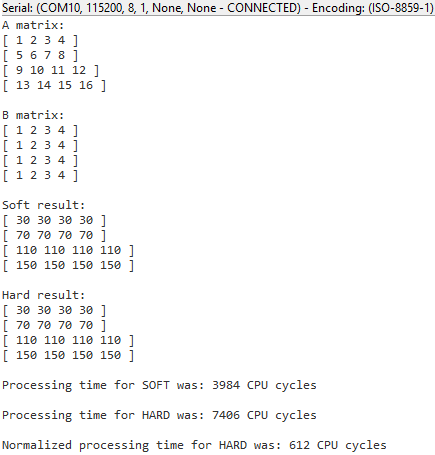 Serial: (COM10, 115200, 8, 1, None, None - CONNECTED) - Encoding: (ISO-8859-1)
A matrix:
[ 1 2 3 4 ]
[ 5 6 7 8 ]
[ 9 10 11 12 ]
[ 13 14 15 16 ]
B matrix:
[ 1 2 3 4 ]
[ 1 2 3 4 ]
[ 1 2 3 4 ]
[ 1 2 3 4 ]
Soft result:
[ 30 30 30 30 ]
[ 70 70 70 70 ]
[ 110 110 110 110 ]
[ 150 150 150 150 ]
Hard result:
[ 30 30 30 30 ]
[ 70 70 70 70 ]
[ 110 110 110 110 ]
[ 150 150 150 150 ]
Processing time for SOFT was: 3984 CPU cycles
Processing time for HARD was: 7406 CPU cycles
Normalized processing time for HARD was: 612 CPU cycles